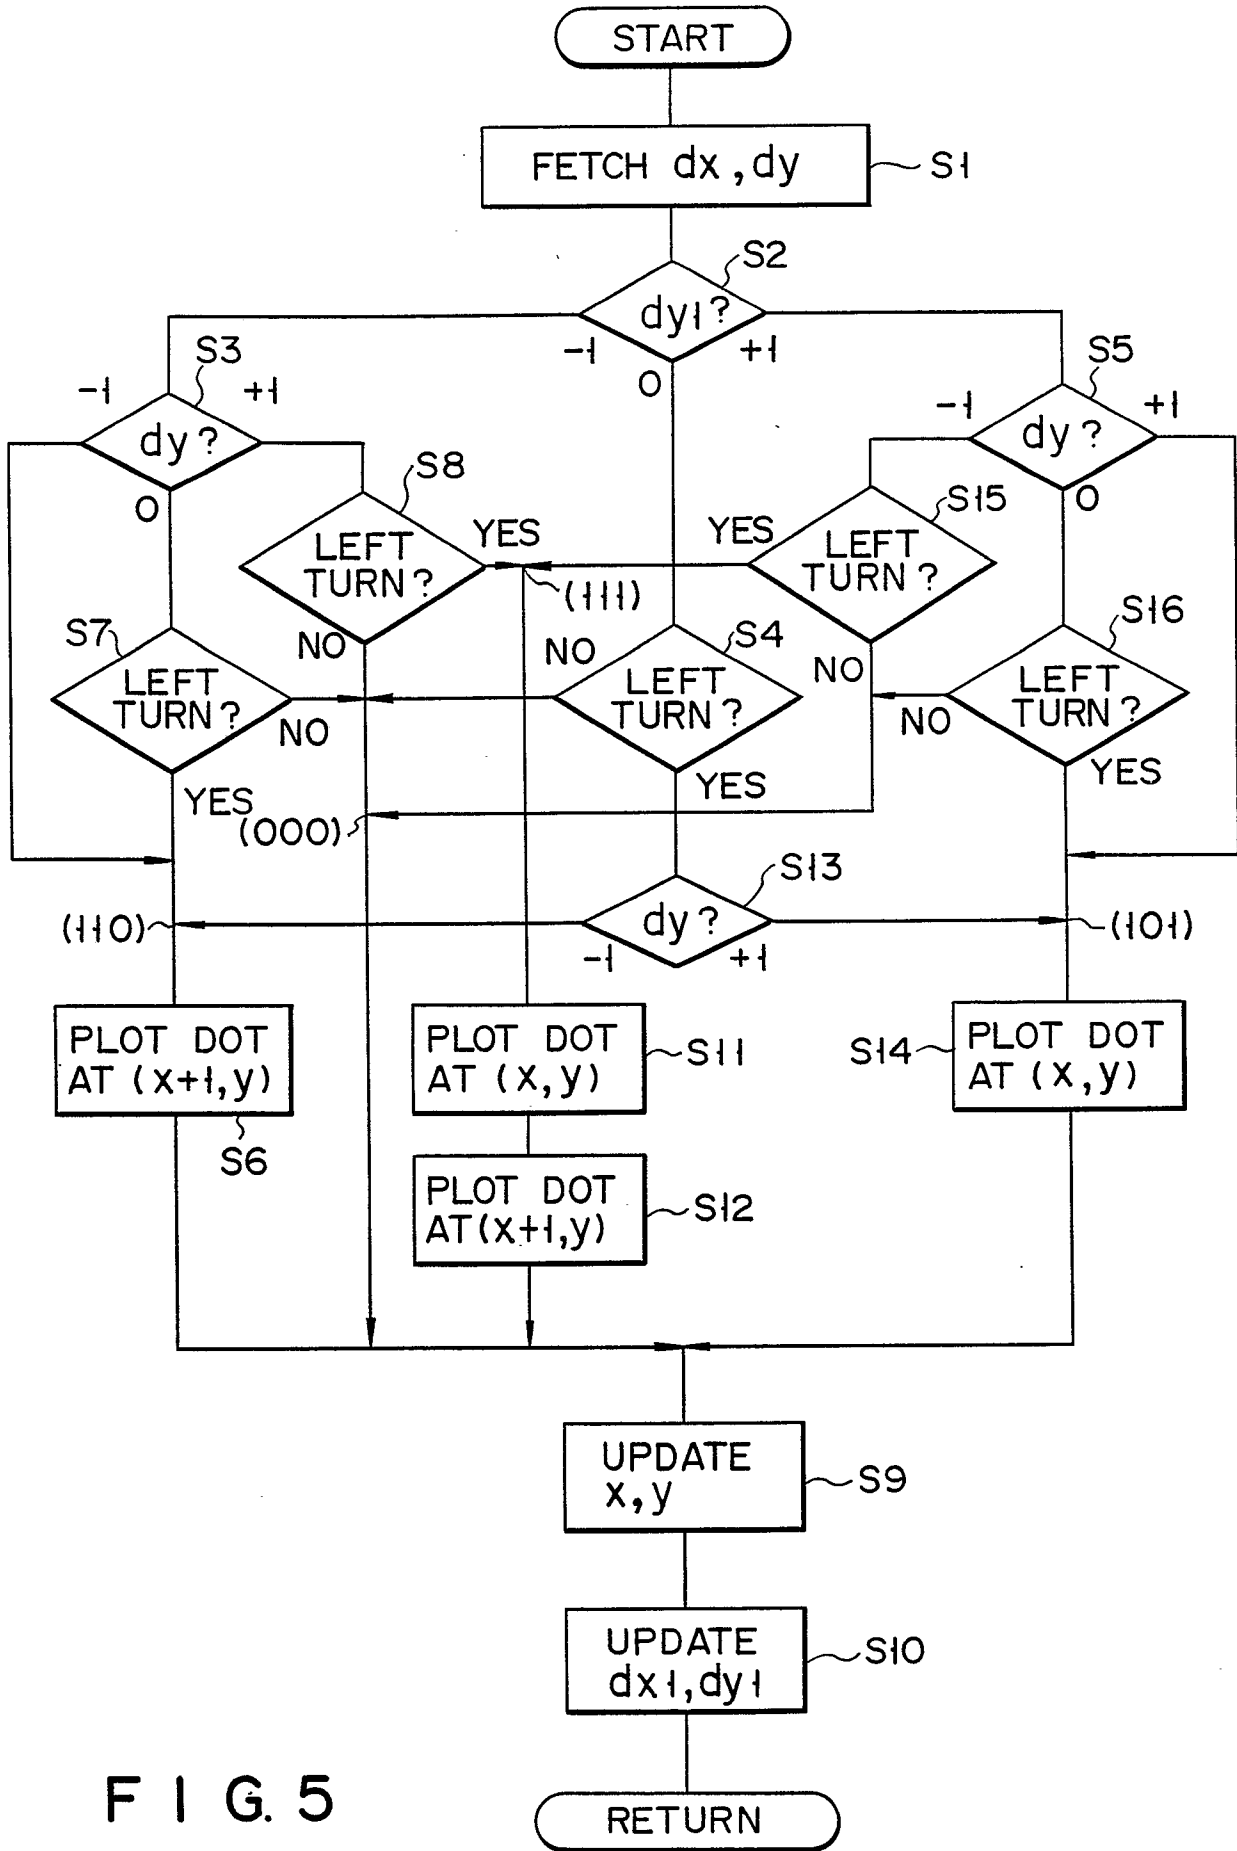 START
FETCH dx, dy
S1
S2
dy1?
-1
+1
0
S3
-1
+1
dy?
0
S5
-1
+1
dy?
0
S8
LEFT
TURN?
YES
NO
S15
YES
LEFT
TURN?
NO
(111)
S7
LEFT
TURN?
NO
YES
S4
NO
LEFT
TURN?
YES
S16
LEFT
TURN?
NO
YES
(000)
S13
dy?
-1
+1
(110)
(101)
PLOT DOT
AT (x+1,y)
S6
PLOT DOT
AT (x,y)
S11
S14
PLOT DOT
AT (x,y)
PLOT DOT
AT(x+1,y)
S12
UPDATE
x,y
S9
UPDATE
dx1,dy1
S10
RETURN
FIG. 5